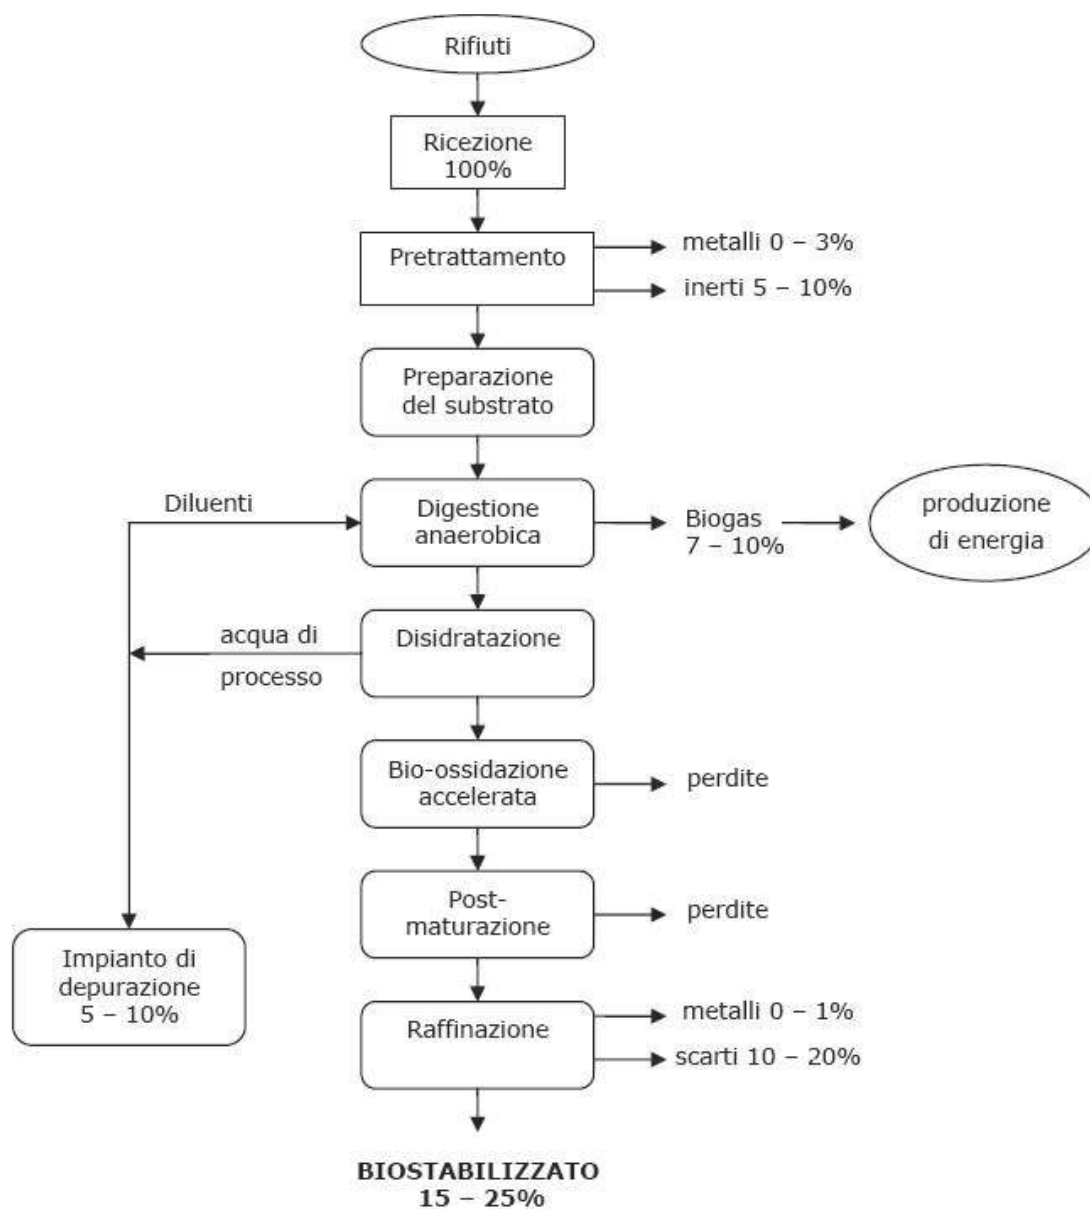 Rifiuti
Ricezione
100%
Pretrattamento
metalli 0 – 3%
inerti 5 – 10%
Preparazione
del substrato
Diluenti
Digestione
anaerobica
Biogas
7 – 10%
produzione
di energia
acqua di
processo
Disidratazione
Bio-ossidazione
accelerata
perdite
Post-
maturazione
perdite
Impianto di
depurazione
5 – 10%
Raffinazione
metalli 0 – 1%
scarti 10 – 20%
BIOSTABILIZZATO
15 – 25%